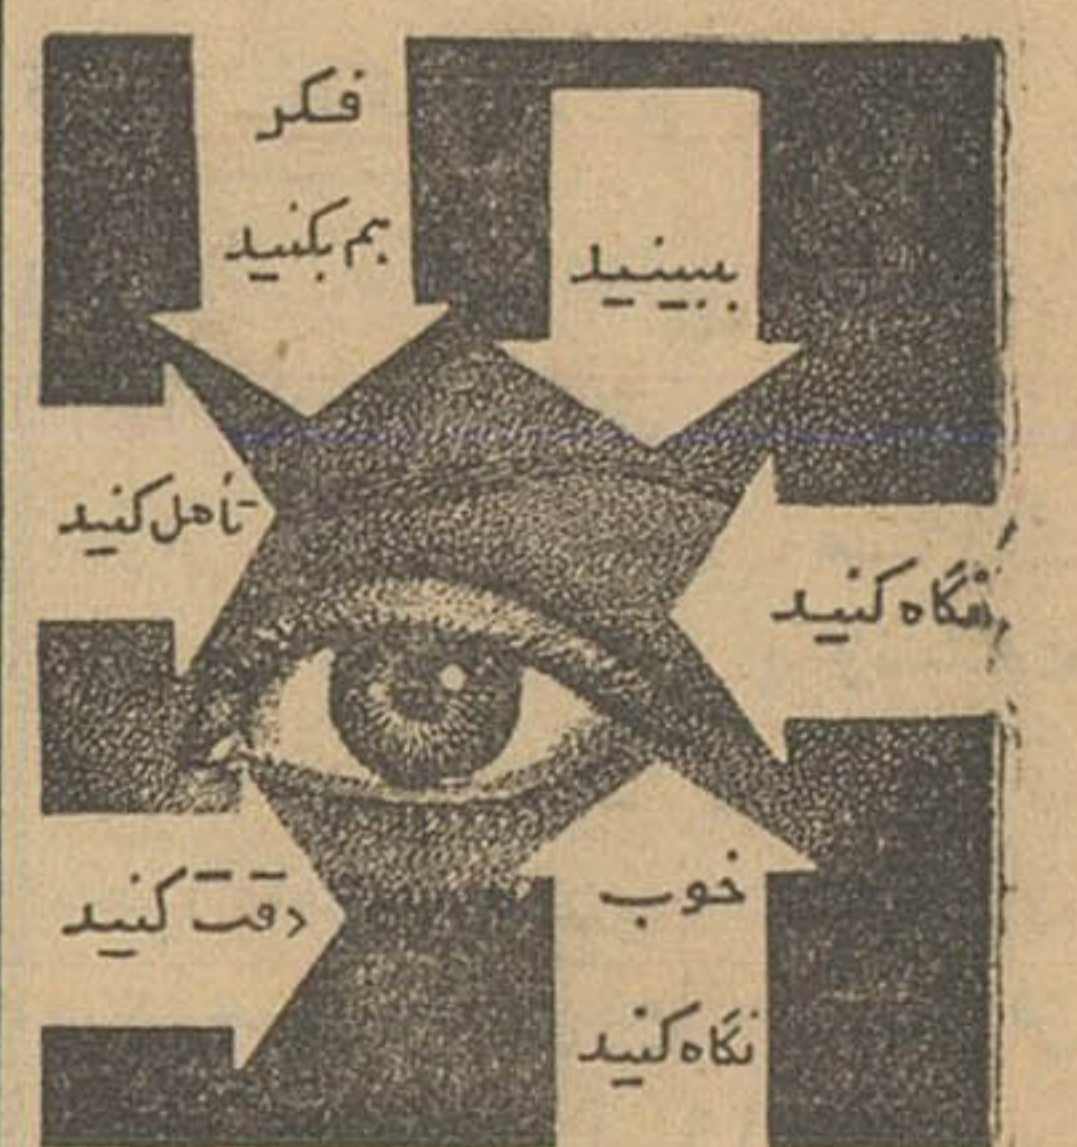 فکر
هم بکنید
ببینید
تأمل کنید
نگاه کنید
دقت کنید
خوب
نگاه کنید